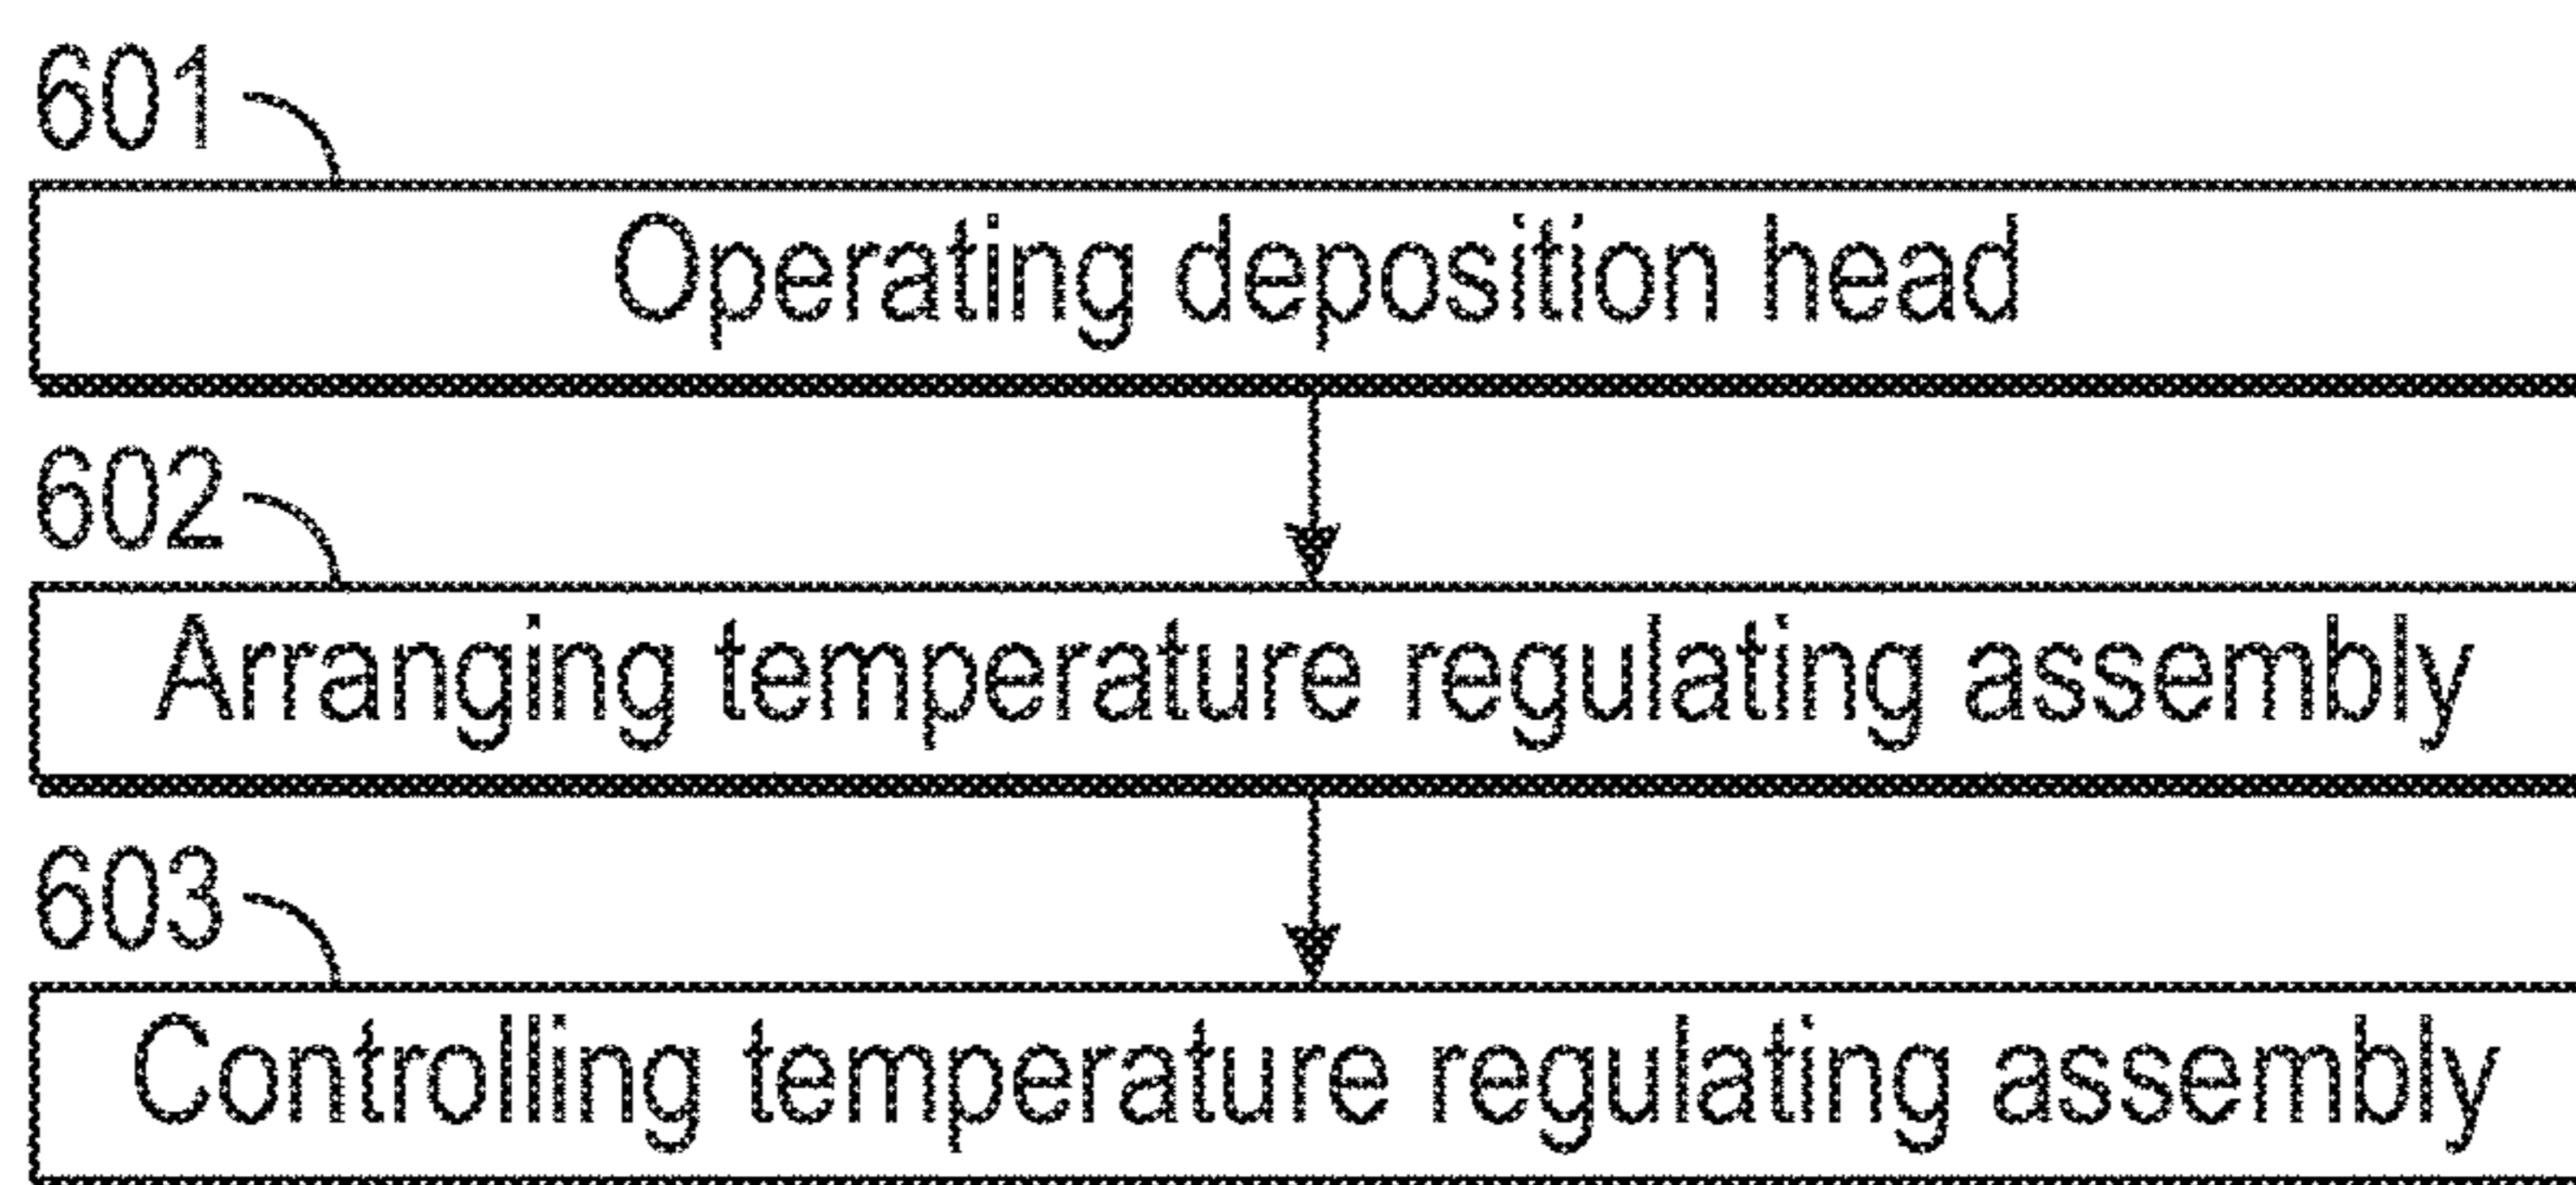 601
Operating deposition head
602
Arranging temperature regulating assembly
603
Controlling temperature regulating assembly